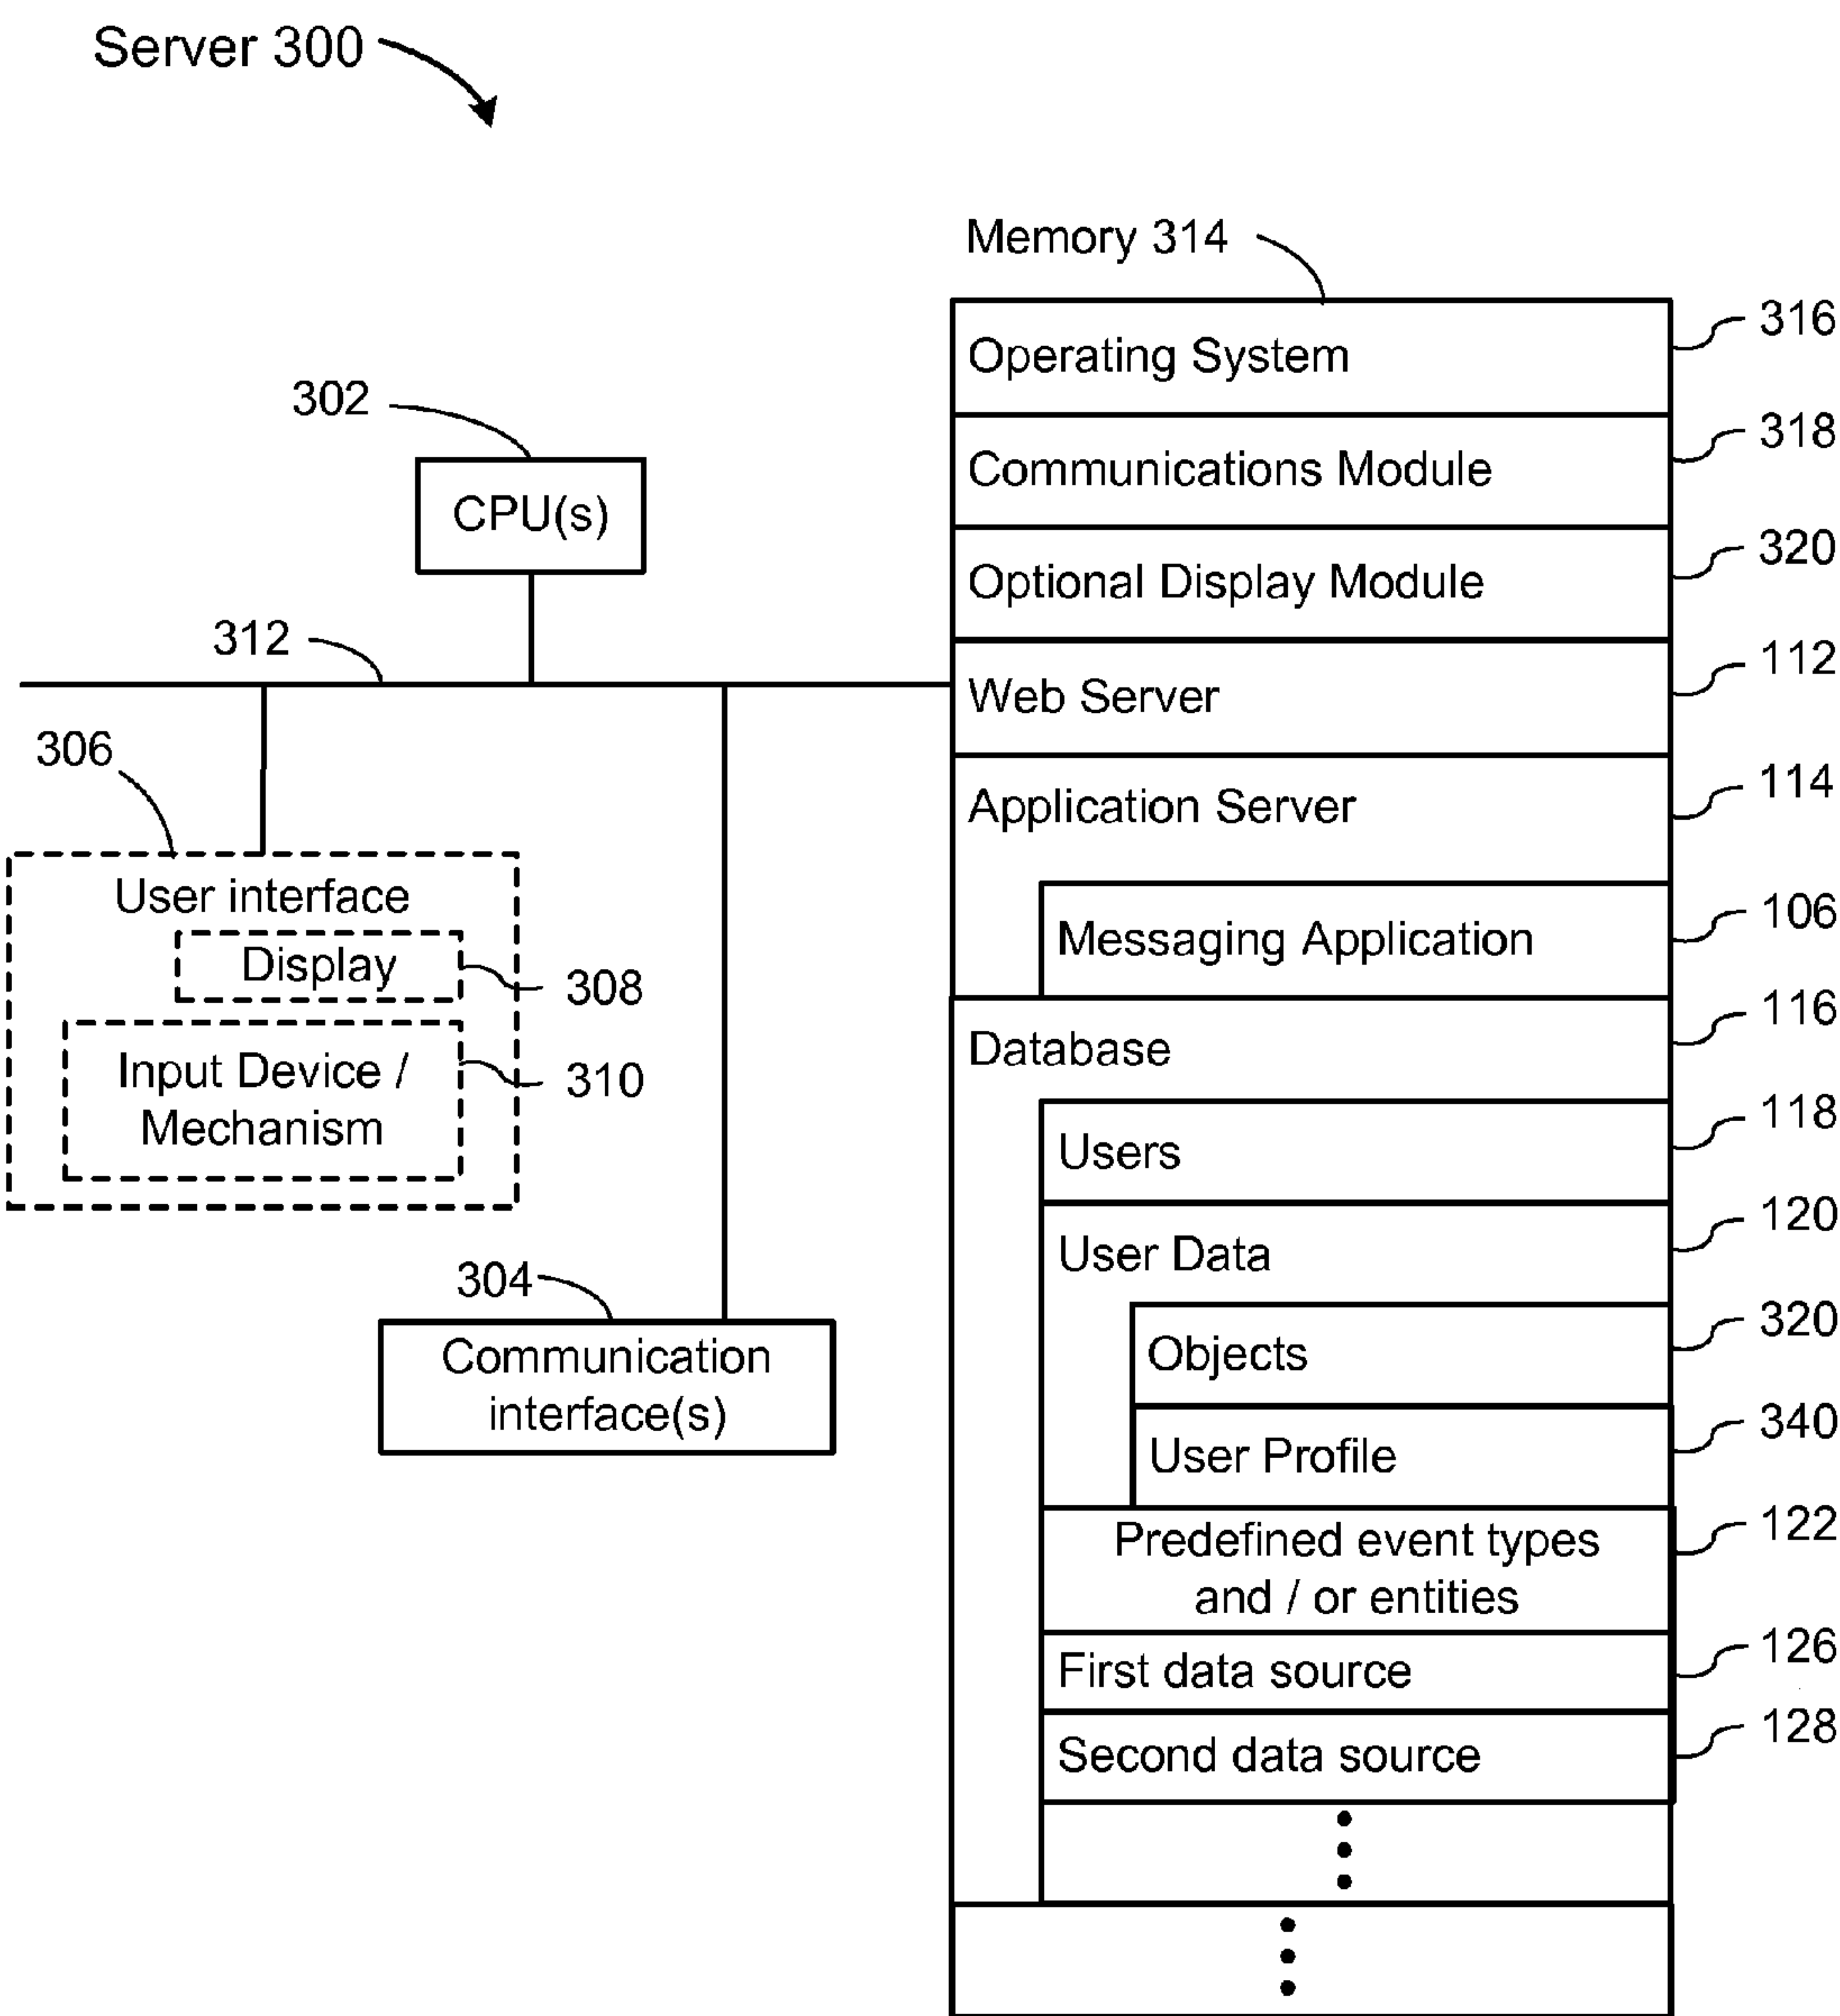 Server 300
Memory 314
Operating System
316
Communications Module
318
Optional Display Module
320
Web Server
112
Application Server
114
Messaging Application
106
Database
116
Users
118
User Data
120
Objects
320
User Profile
340
Predefined event types
and / or entities
122
First data source
126
Second data source
128
302
CPU(s)
312
306
User interface
Display
308
Input Device /
Mechanism
310
304
Communication
interface(s)